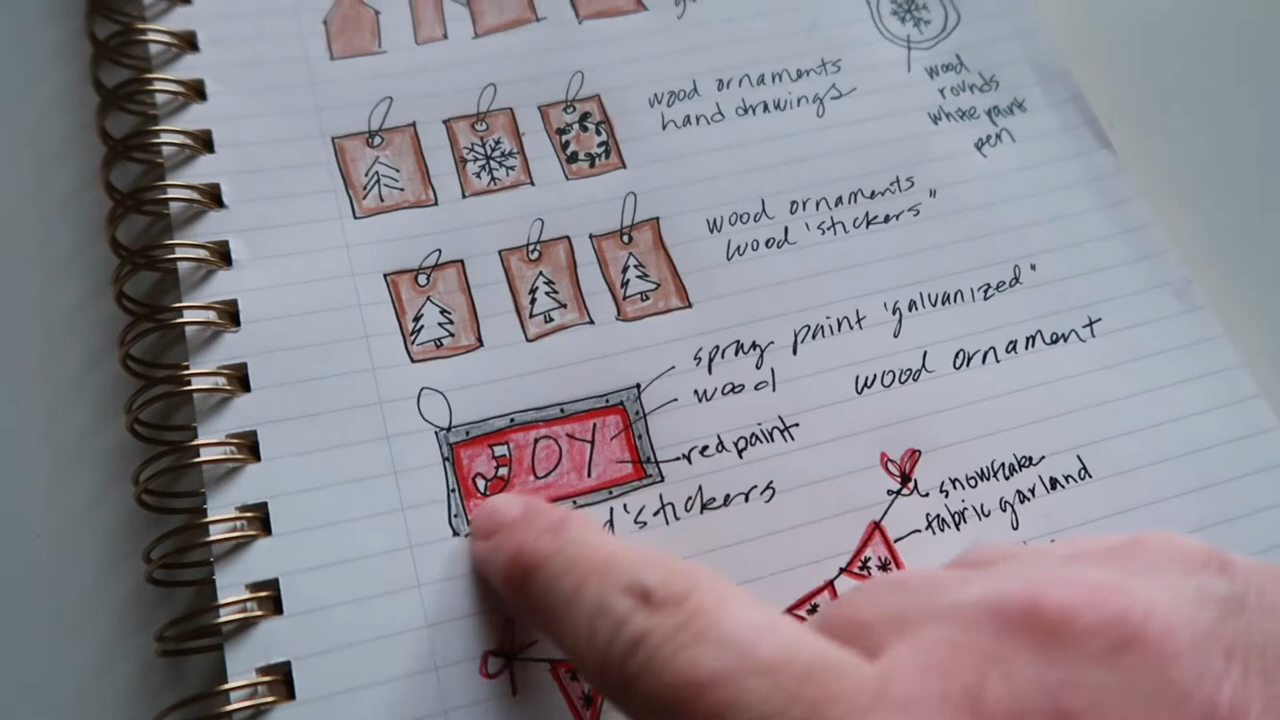 wood ornaments
hand drawings
wood
rounds
white paint
pen
wood ornaments
wood 'stickers"
spray paint 'galvanized"
wood
wood ornament
JOY
red paint
d 'stickers
snowflake
fabric garland